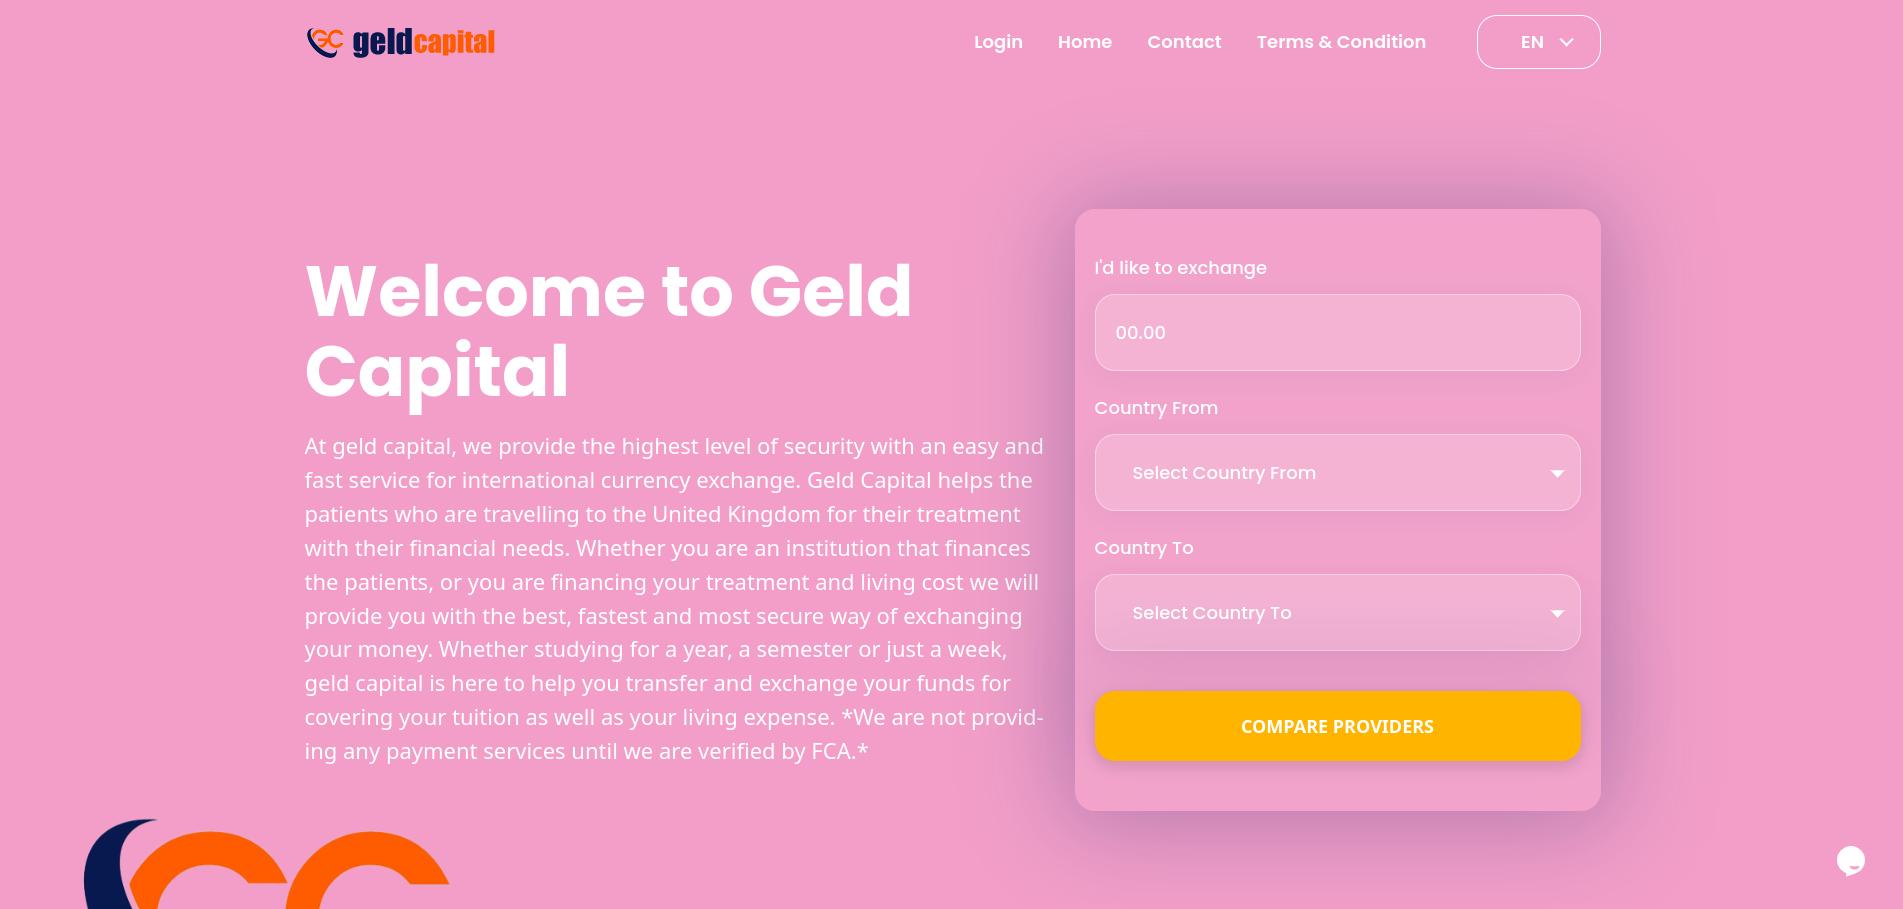 GC geldcapital
Login Home Contact Terms & Condition EN
Welcome to Geld
Capital
At geld capital, we provide the highest level of security with an easy and
fast service for international currency exchange. Geld Capital helps the
patients who are travelling to the United Kingdom for their treatment
with their financial needs. Whether you are an institution that finances
the patients, or you are financing your treatment and living cost we will
provide you with the best, fastest and most secure way of exchanging
your money. Whether studying for a year, a semester or just a week,
geld capital is here to help you transfer and exchange your funds for
covering your tuition as well as your living expense. *We are not provid-
ing any payment services until we are verified by FCA.*
I'd like to exchange
00.00
Country From
Select Country From
Country To
Select Country To
COMPARE PROVIDERS
GC